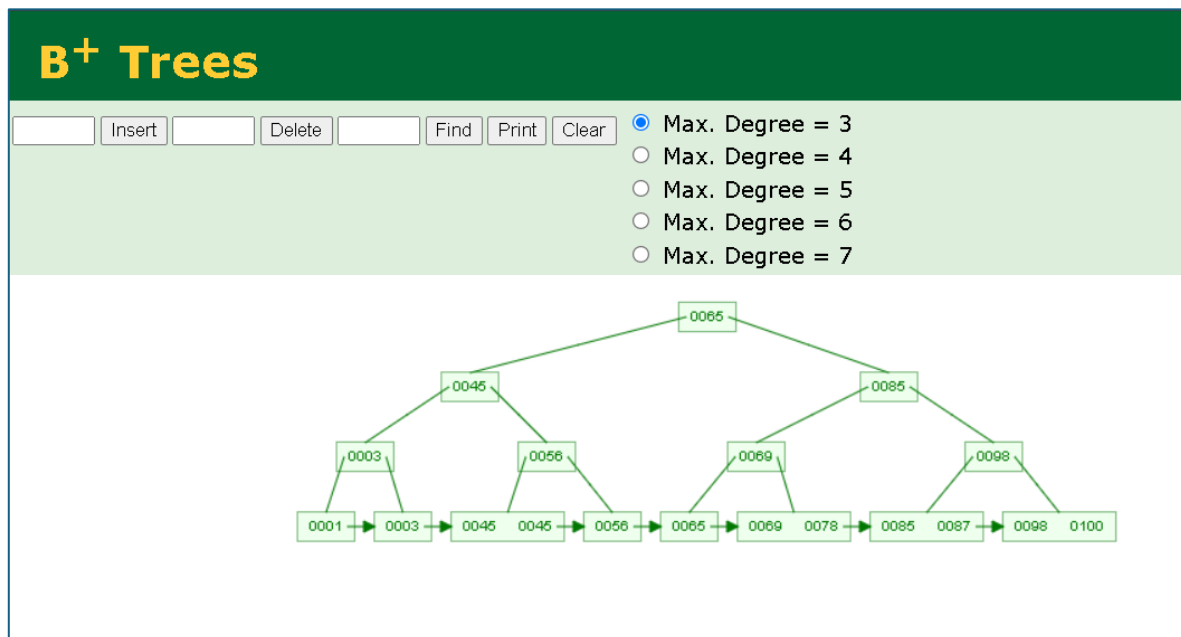 B+ Trees
Insert Delete Find Print Clear
Max. Degree = 3
Max. Degree = 4
Max. Degree = 5
Max. Degree = 6
Max. Degree = 7
0065
0045 0085
0003 0056 0069 0098
0001 0003 0045 0045 0056 0065 0069 0078 0085 0087 0098 0100